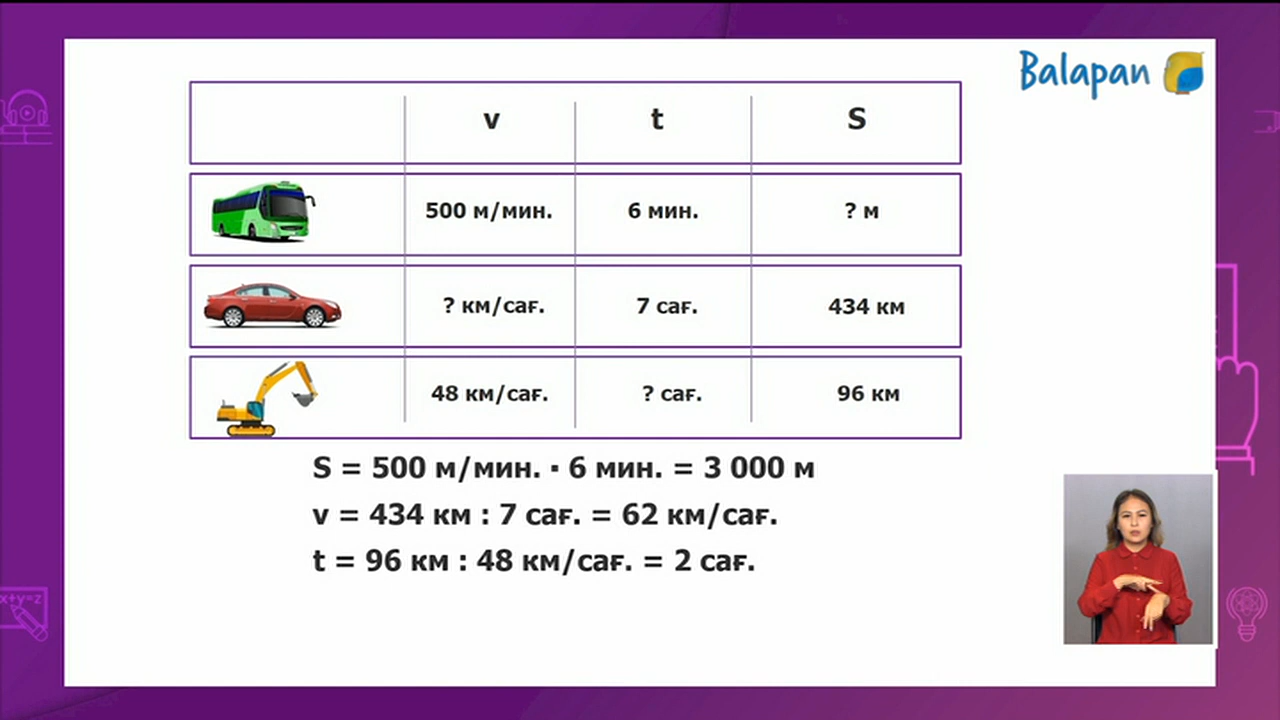 Balapan
v t S
500 м/мин. 6 мин. ? м
? км/сағ. 7 сағ. 434 км
48 км/сағ. ? сағ. 96 км
S = 500 м/мин. · 6 мин. = 3 000 м
v = 434 км : 7 сағ. = 62 км/сағ.
t = 96 км : 48 км/сағ. = 2 сағ.
x+y=z